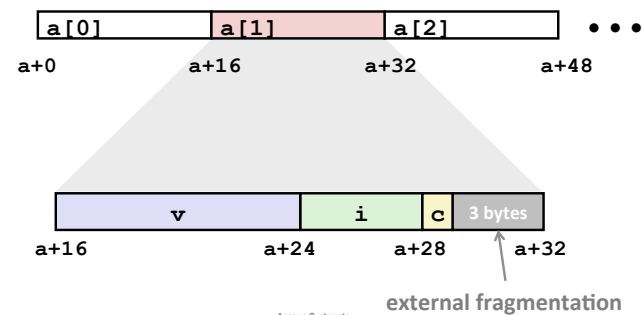 a[0] a[1] a[2] • • •
a+0 a+16 a+32 a+48
v i c 3 bytes
a+16 a+24 a+28 a+32
external fragmentation